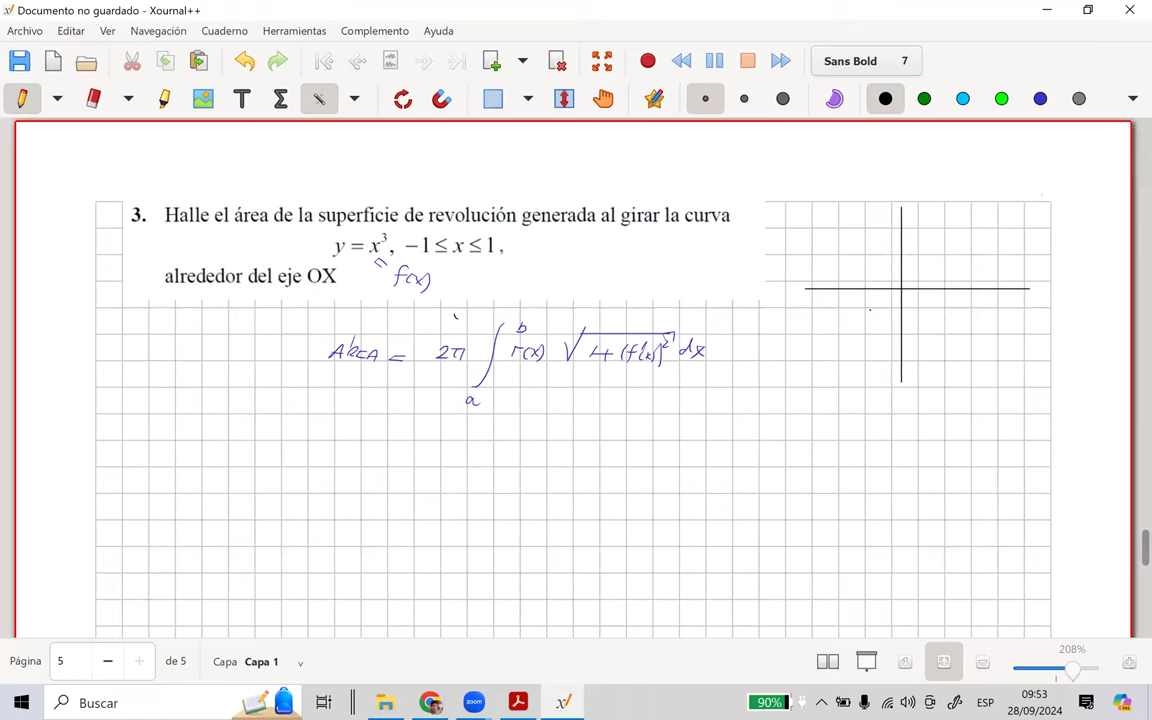 Documento no guardado - Xournal++
Archivo Editar Ver Navegación Cuaderno Herramientas Complemento Ayuda
Sans Bold 7
3. Halle el área de la superficie de revolución generada al girar la curva
y = x³, −1 ≤ x ≤ 1,
alrededor del eje OX
= f(x)
AREA = 2π ∫ₐᵇ r(x) √(1+(f'(x))²) dx
Página 5 de 5 Capa Capa 1 208%
Buscar
90% ESP 09:53
28/09/2024